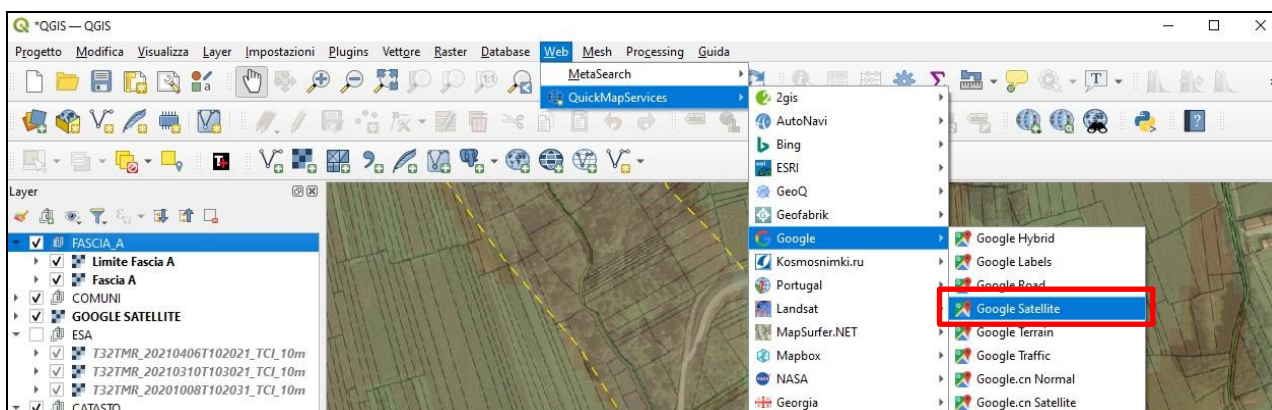 *QGIS — QGIS
Progetto Modifica Visualizza Layer Impostazioni Plugins Vettore Raster Database Web Mesh Processing Guida
MetaSearch
QuickMapServices
2gis
AutoNavi
Bing
ESRI
GeoQ
Geofabrik
Google
Kosmosnimki.ru
Portugal
Landsat
MapSurfer.NET
Mapbox
NASA
Georgia
Google Hybrid
Google Labels
Google Road
Google Satellite
Google Terrain
Google Traffic
Google.cn Normal
Google.cn Satellite
Layer
FASCIA_A
Limite Fascia A
Fascia A
COMUNI
GOOGLE SATELLITE
ESA
T32TMR_20210406T102021_TCI_10m
T32TMR_20210310T103021_TCI_10m
T32TMR_20201008T102031_TCI_10m
CATASTO